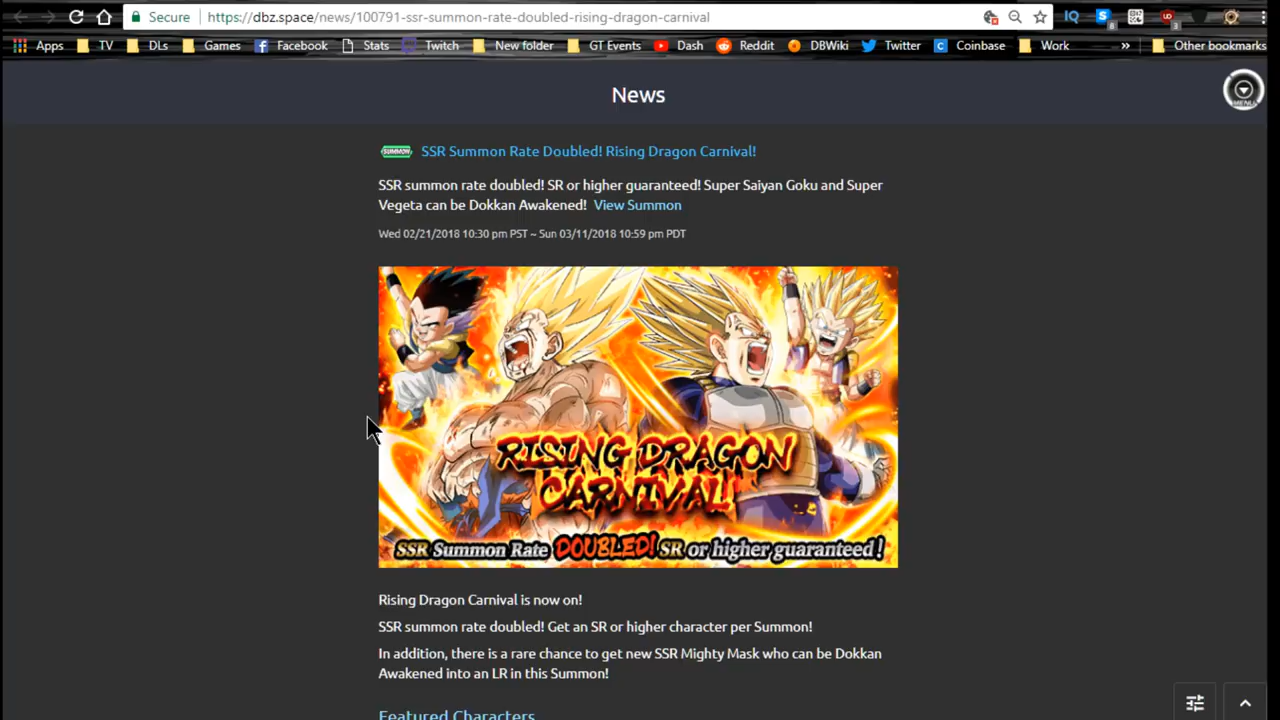 Secure https://dbz.space/news/100791-ssr-summon-rate-doubled-rising-dragon-carnival
Apps TV DLs Games Facebook Stats Twitch New folder GT Events Dash Reddit DBWiki Twitter Coinbase Work » Other bookmarks
News
MENU
SUMMON SSR Summon Rate Doubled! Rising Dragon Carnival!
SSR summon rate doubled! SR or higher guaranteed! Super Saiyan Goku and Super
Vegeta can be Dokkan Awakened! View Summon
Wed 02/21/2018 10:30 pm PST ~ Sun 03/11/2018 10:59 pm PDT
RISING DRAGON
CARNIVAL!
SSR Summon Rate DOUBLED! SR or higher guaranteed!
Rising Dragon Carnival is now on!
SSR summon rate doubled! Get an SR or higher character per Summon!
In addition, there is a rare chance to get new SSR Mighty Mask who can be Dokkan
Awakened into an LR in this Summon!
Featured Characters